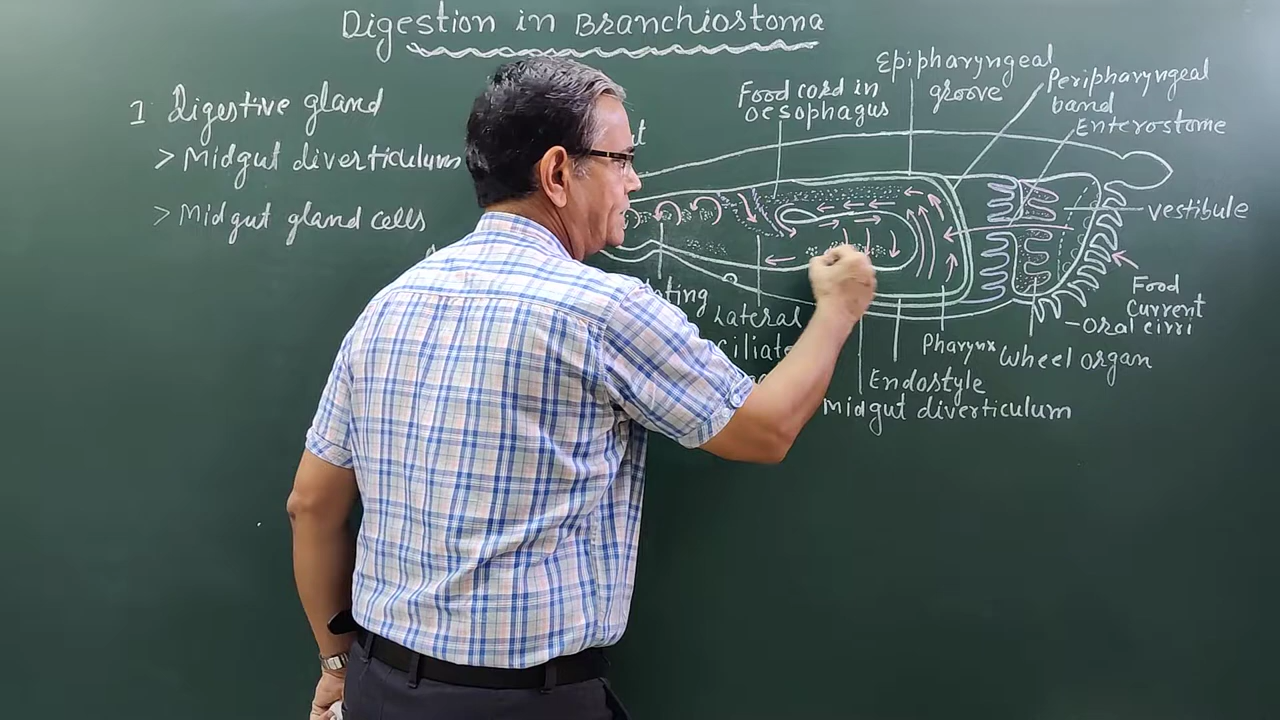 Digestion in Branchiostoma
1 Digestive gland
> Midgut diverticulum
> Midgut gland cells
Food cord in
oesophagus
Epipharyngeal
groove
Peripharyngeal
band
Enterostome
vestibule
Food
Current
oral cirri
Wheel organ
Pharynx
Endostyle
Midgut diverticulum
Lateral